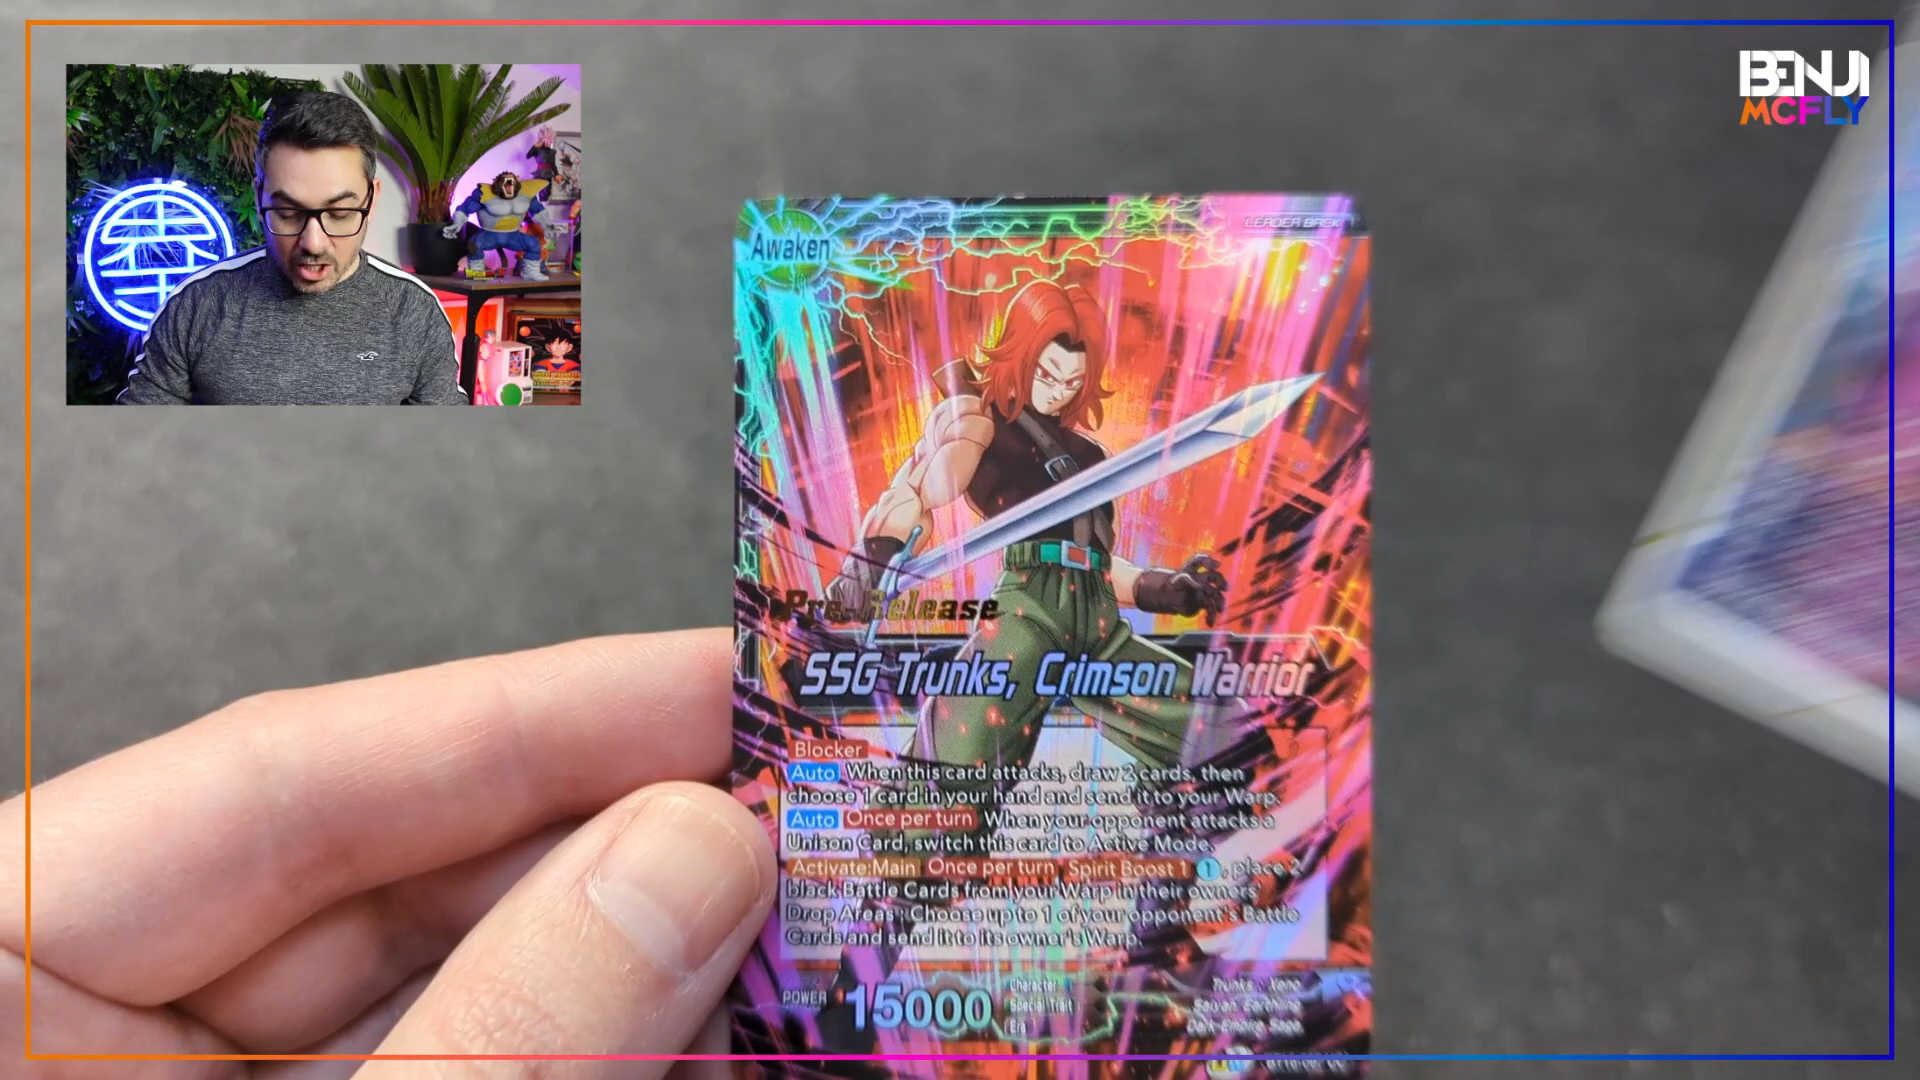 BENJI
MCFLY
LEADER BACK
Awaken
Pre-Release
SSG Trunks, Crimson Warrior
Blocker
Auto When this card attacks, draw 2 cards, then
choose 1 card in your hand and send it to your Warp.
Auto Once per turn When your opponent attacks a
Unison Card, switch this card to Active Mode.
Activate:Main Once per turn Spirit Boost 1 1, place 2
black Battle Cards from your Warp in their owners'
Drop Areas : Choose up to 1 of your opponent's Battle
Cards and send it to its owner's Warp.
POWER 15000
Character Trunks : Xeno
Special Trait Saiyan Earthling
Era Dark Empire Saga